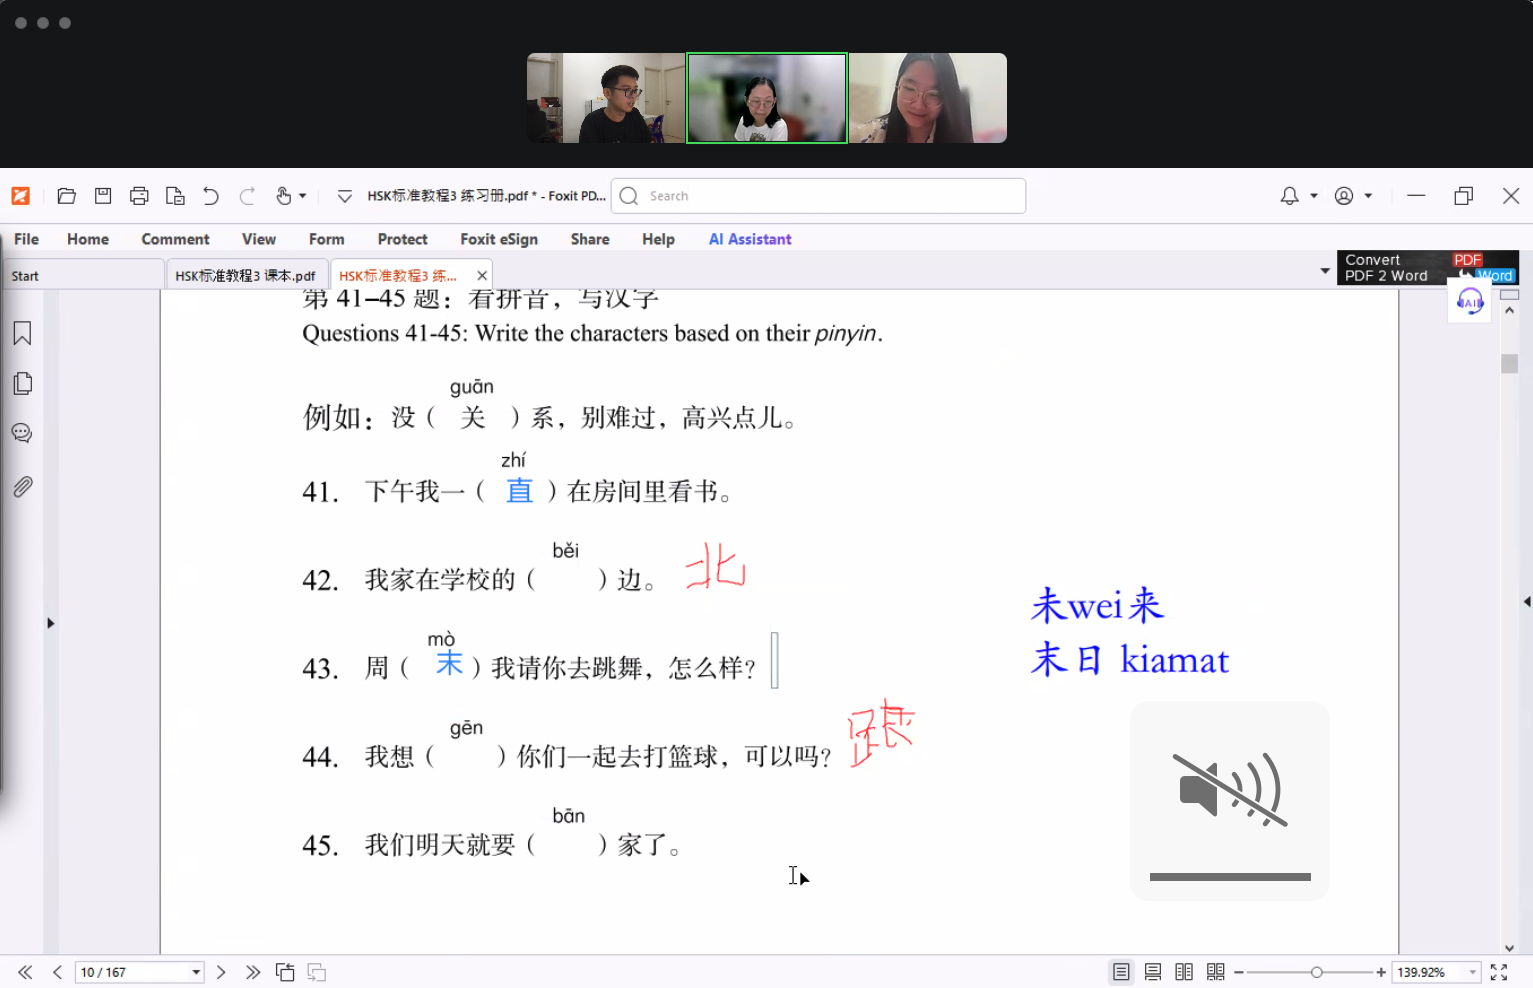 HSK标准教程3 练习册.pdf * - Foxit PD...
Search
File Home Comment View Form Protect Foxit eSign Share Help AI Assistant
Start
HSK标准教程3 课本.pdf
HSK标准教程3 练...
Convert PDF
PDF 2 Word Word
AI
第 41–45 题：看拼音，写汉字
Questions 41-45: Write the characters based on their pinyin.
guān
例如：没（ 关 ）系，别难过，高兴点儿。
zhí
41. 下午我一（ 直 ）在房间里看书。
běi
42. 我家在学校的（ ）边。 北
未wei来
mò
43. 周（ 末 ）我请你去跳舞，怎么样？
末日 kiamat
gēn
44. 我想（ ）你们一起去打篮球，可以吗？ 跟
bān
45. 我们明天就要（ ）家了。
10 / 167
139.92%